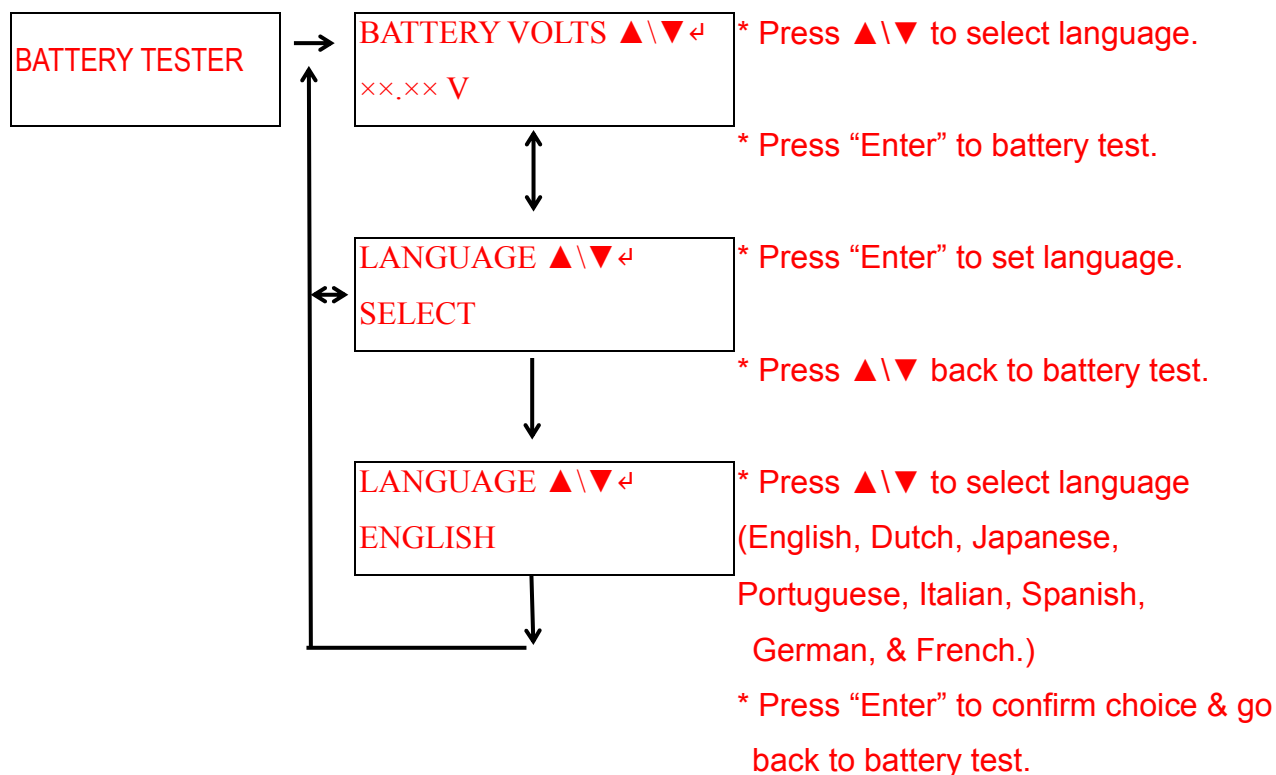 BATTERY TESTER
BATTERY VOLTS ▲\▼↵
××.×× V
* Press ▲\▼ to select language.
* Press “Enter” to battery test.
LANGUAGE ▲\▼↵
SELECT
* Press “Enter” to set language.
* Press ▲\▼ back to battery test.
LANGUAGE ▲\▼↵
ENGLISH
* Press ▲\▼ to select language
(English, Dutch, Japanese,
Portuguese, Italian, Spanish,
German, & French.)
* Press “Enter” to confirm choice & go
back to battery test.